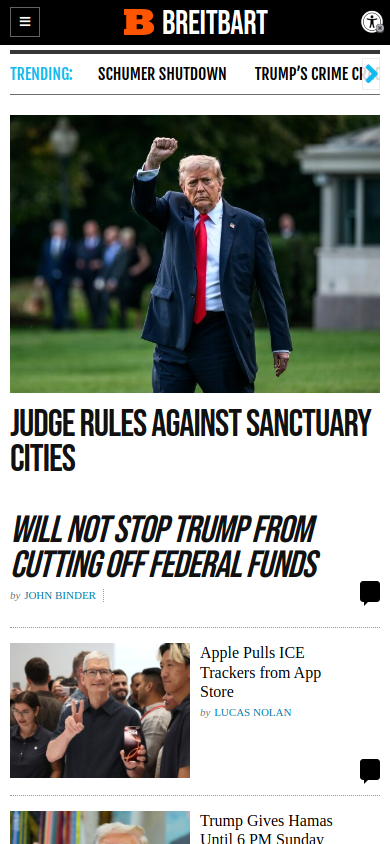 BREITBART
TRENDING:
SCHUMER SHUTDOWN
TRUMP'S CRIME
JUDGE RULES AGAINST SANCTUARY
CITIES
WILL NOT STOP TRUMP FROM
CUTTING OFF FEDERAL FUNDS
by JOHN BINDER
Apple Pulls ICE
Trackers from App
Store
by LUCAS NOLAN
Trump Gives Hamas
Until 6 PM Sunday